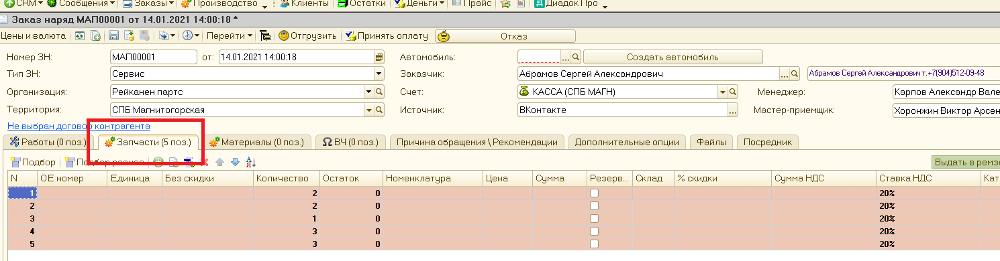 CRM Сообщения Заказы Производство Клиенты Остатки Деньги Прайс Диадок Про
Заказ наряд МАП00001 от 14.01.2021 14:00:18 *
Цены и валюта Перейти Отгрузить Принять оплату Отказ
Номер ЗН: МАП00001 от: 14.01.2021 14:00:18 Автомобиль: ... Создать автомобиль
Тип ЗН: Сервис Заказчик: Абрамов Сергей Александрович ... Абрамов Сергей Александрович т.+7(904)512-09-48
Организация: Рейканен партс Счет: КАССА (СПБ МАГН) Менеджер: Карпов Александр Вале
Территория: СПБ Магнитогорская Источник: ВКонтакте ... Мастер-приемщик: Хоронжин Виктор Арсен
Не выбран договор контрагента
Работы (0 поз.) Запчасти (5 поз.) Материалы (0 поз.) ВЧ (0 поз.) Причина обращения \ Рекомендации Дополнительные опции Файлы Посредник
Подбор Подбор Выдать в ремз
N ОЕ номер Единица Без скидки Количество Остаток Номенклатура Цена Сумма Резерв... Склад % скидки Сумма НДС Ставка НДС Кат
1 2 0 20%
2 2 0 20%
3 1 0 20%
4 3 0 20%
5 3 0 20%